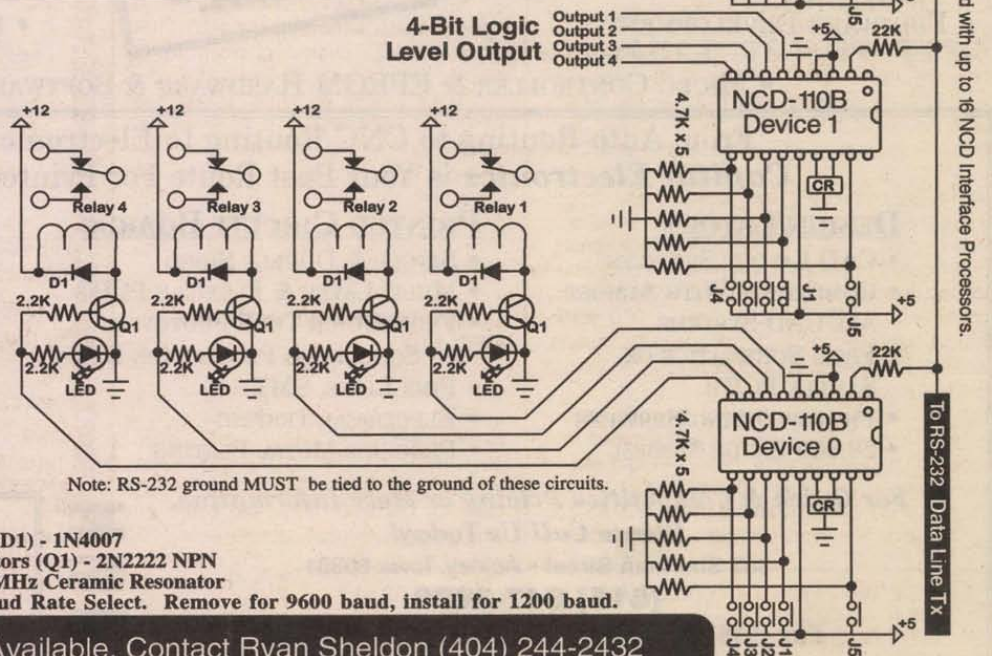 4-Bit Logic
Level Output
Output 1
Output 2
Output 3
Output 4
+5
J5
22K
NCD-110B
Device 1
4.7K x 5
CR
J4
J1
J5
+5
+12
+12
+12
+12
Relay 4
Relay 3
Relay 2
Relay 1
D1
D1
D1
D1
2.2K
2.2K
2.2K
2.2K
Q1
Q1
Q1
Q1
2.2K
2.2K
2.2K
2.2K
LED
LED
LED
LED
+5
22K
NCD-110B
Device 0
4.7K x 5
CR
J4
J3
J2
J1
J5
+5
Note: RS-232 ground MUST be tied to the ground of these circuits.
D1) - 1N4007
ors (Q1) - 2N2222 NPN
MHz Ceramic Resonator
ud Rate Select. Remove for 9600 baud, install for 1200 baud.
Available. Contact Ryan Sheldon (404) 244-2432
To RS-232 Data Line Tx
d with up to 16 NCD Interface Processors.